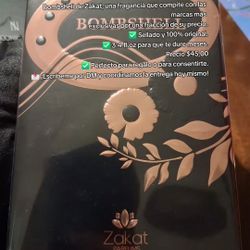 Bombshell de Zakat, una fragancia que compite con las
marcas más
exclusivas por una fracción de su precio.
✅ Sellado y 100% original.
✅ 3.4 fl oz para que te dure meses.
Precio $45.00
✅ Perfecto para regalo o para consentirte.
📩 ¡Escríbeme por DM y coordinamos la entrega hoy mismo!
BOMBSHELL
Zakat
PARFUMS